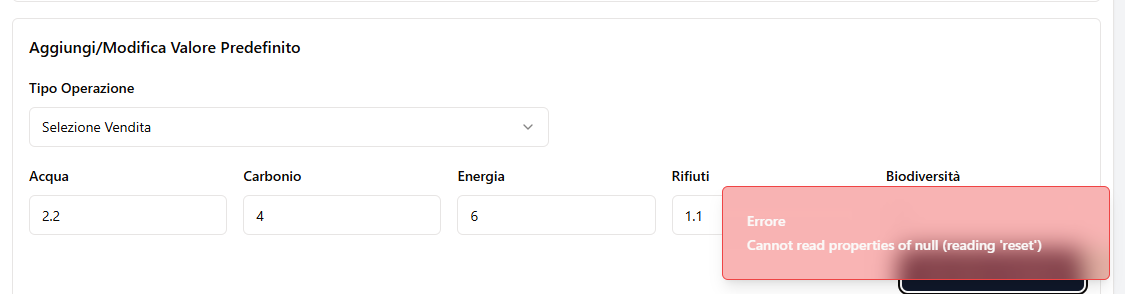 Aggiungi/Modifica Valore Predefinito
Tipo Operazione
Selezione Vendita
Acqua
Carbonio
Energia
Rifiuti
Biodiversità
2.2
4
6
1.1
Errore
Cannot read properties of null (reading 'reset')